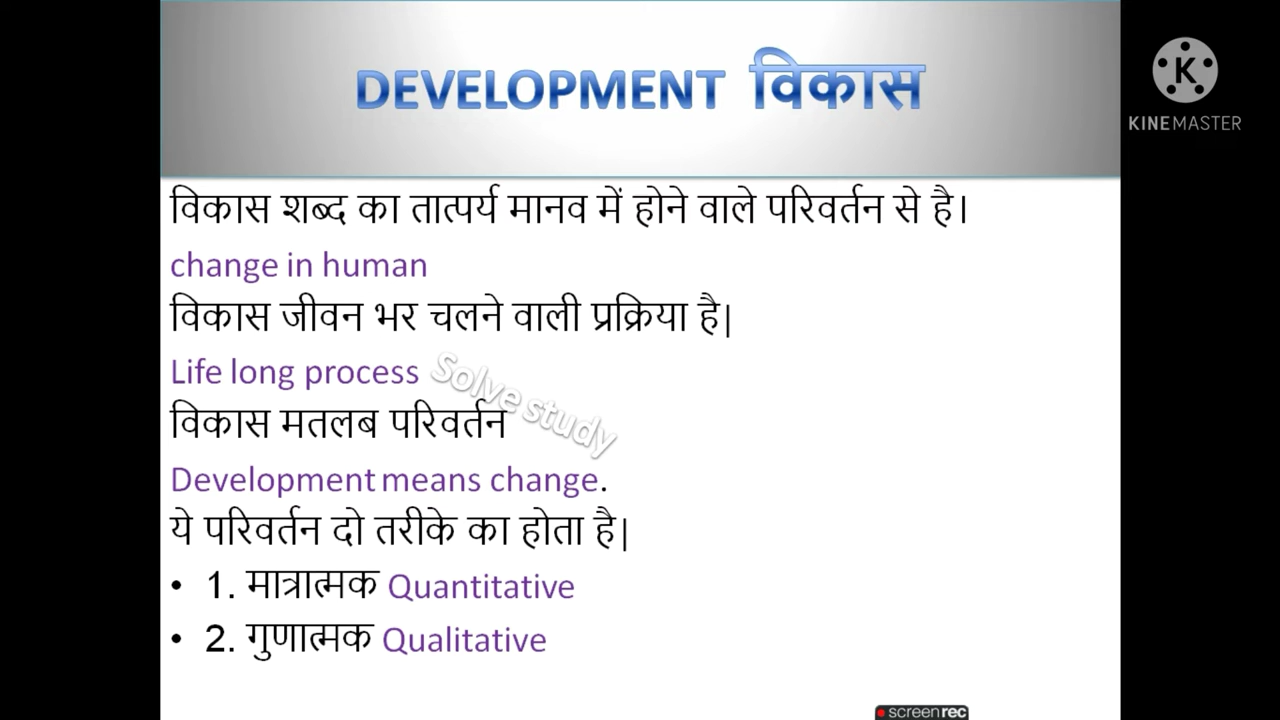 DEVELOPMENT विकास
K
KINEMASTER
विकास शब्द का तात्पर्य मानव में होने वाले परिवर्तन से है।
change in human
विकास जीवन भर चलने वाली प्रक्रिया है|
Life long process
Solve study
विकास मतलब परिवर्तन
Development means change.
ये परिवर्तन दो तरीके का होता है|
• 1. मात्रात्मक Quantitative
• 2. गुणात्मक Qualitative
screenrec